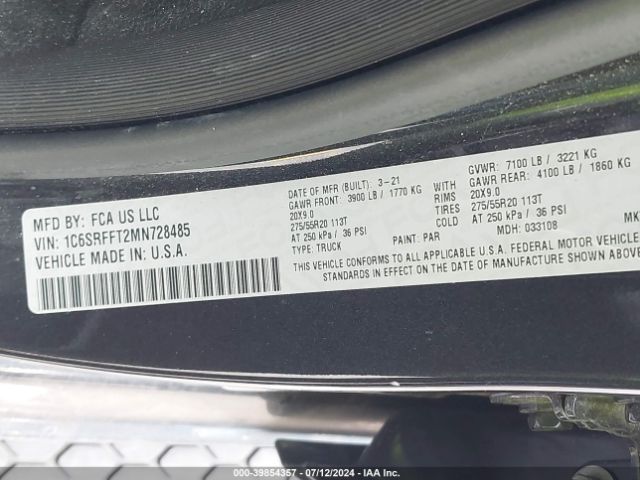 MFD BY: FCA US LLC
VIN: 1C6SRFFT2MN728485
VEHICLE MADE IN: U.S.A.
DATE OF MFR (BUILT): 3-21
GAWR FRONT: 3900 LB / 1770 KG
20X9.0
275/55R20 113T
AT 250 kPa / 36 PSI
TYPE: TRUCK
PAINT: PAR
GVWR: 7100 LB / 3221 KG
GAWR REAR: 4100 LB / 1860 KG
WITH
RIMS 20X9.0
TIRES 275/55R20 113T
AT 250 kPa / 36 PSI
MDH: 033108
MK
THIS VEHICLE CONFORMS TO ALL APPLICABLE U.S.A. FEDERAL MOTOR VEHICLE
STANDARDS IN EFFECT ON THE DATE OF MANUFACTURE SHOWN ABOVE
000-39854367 / 07/12/2024 / IAA Inc.